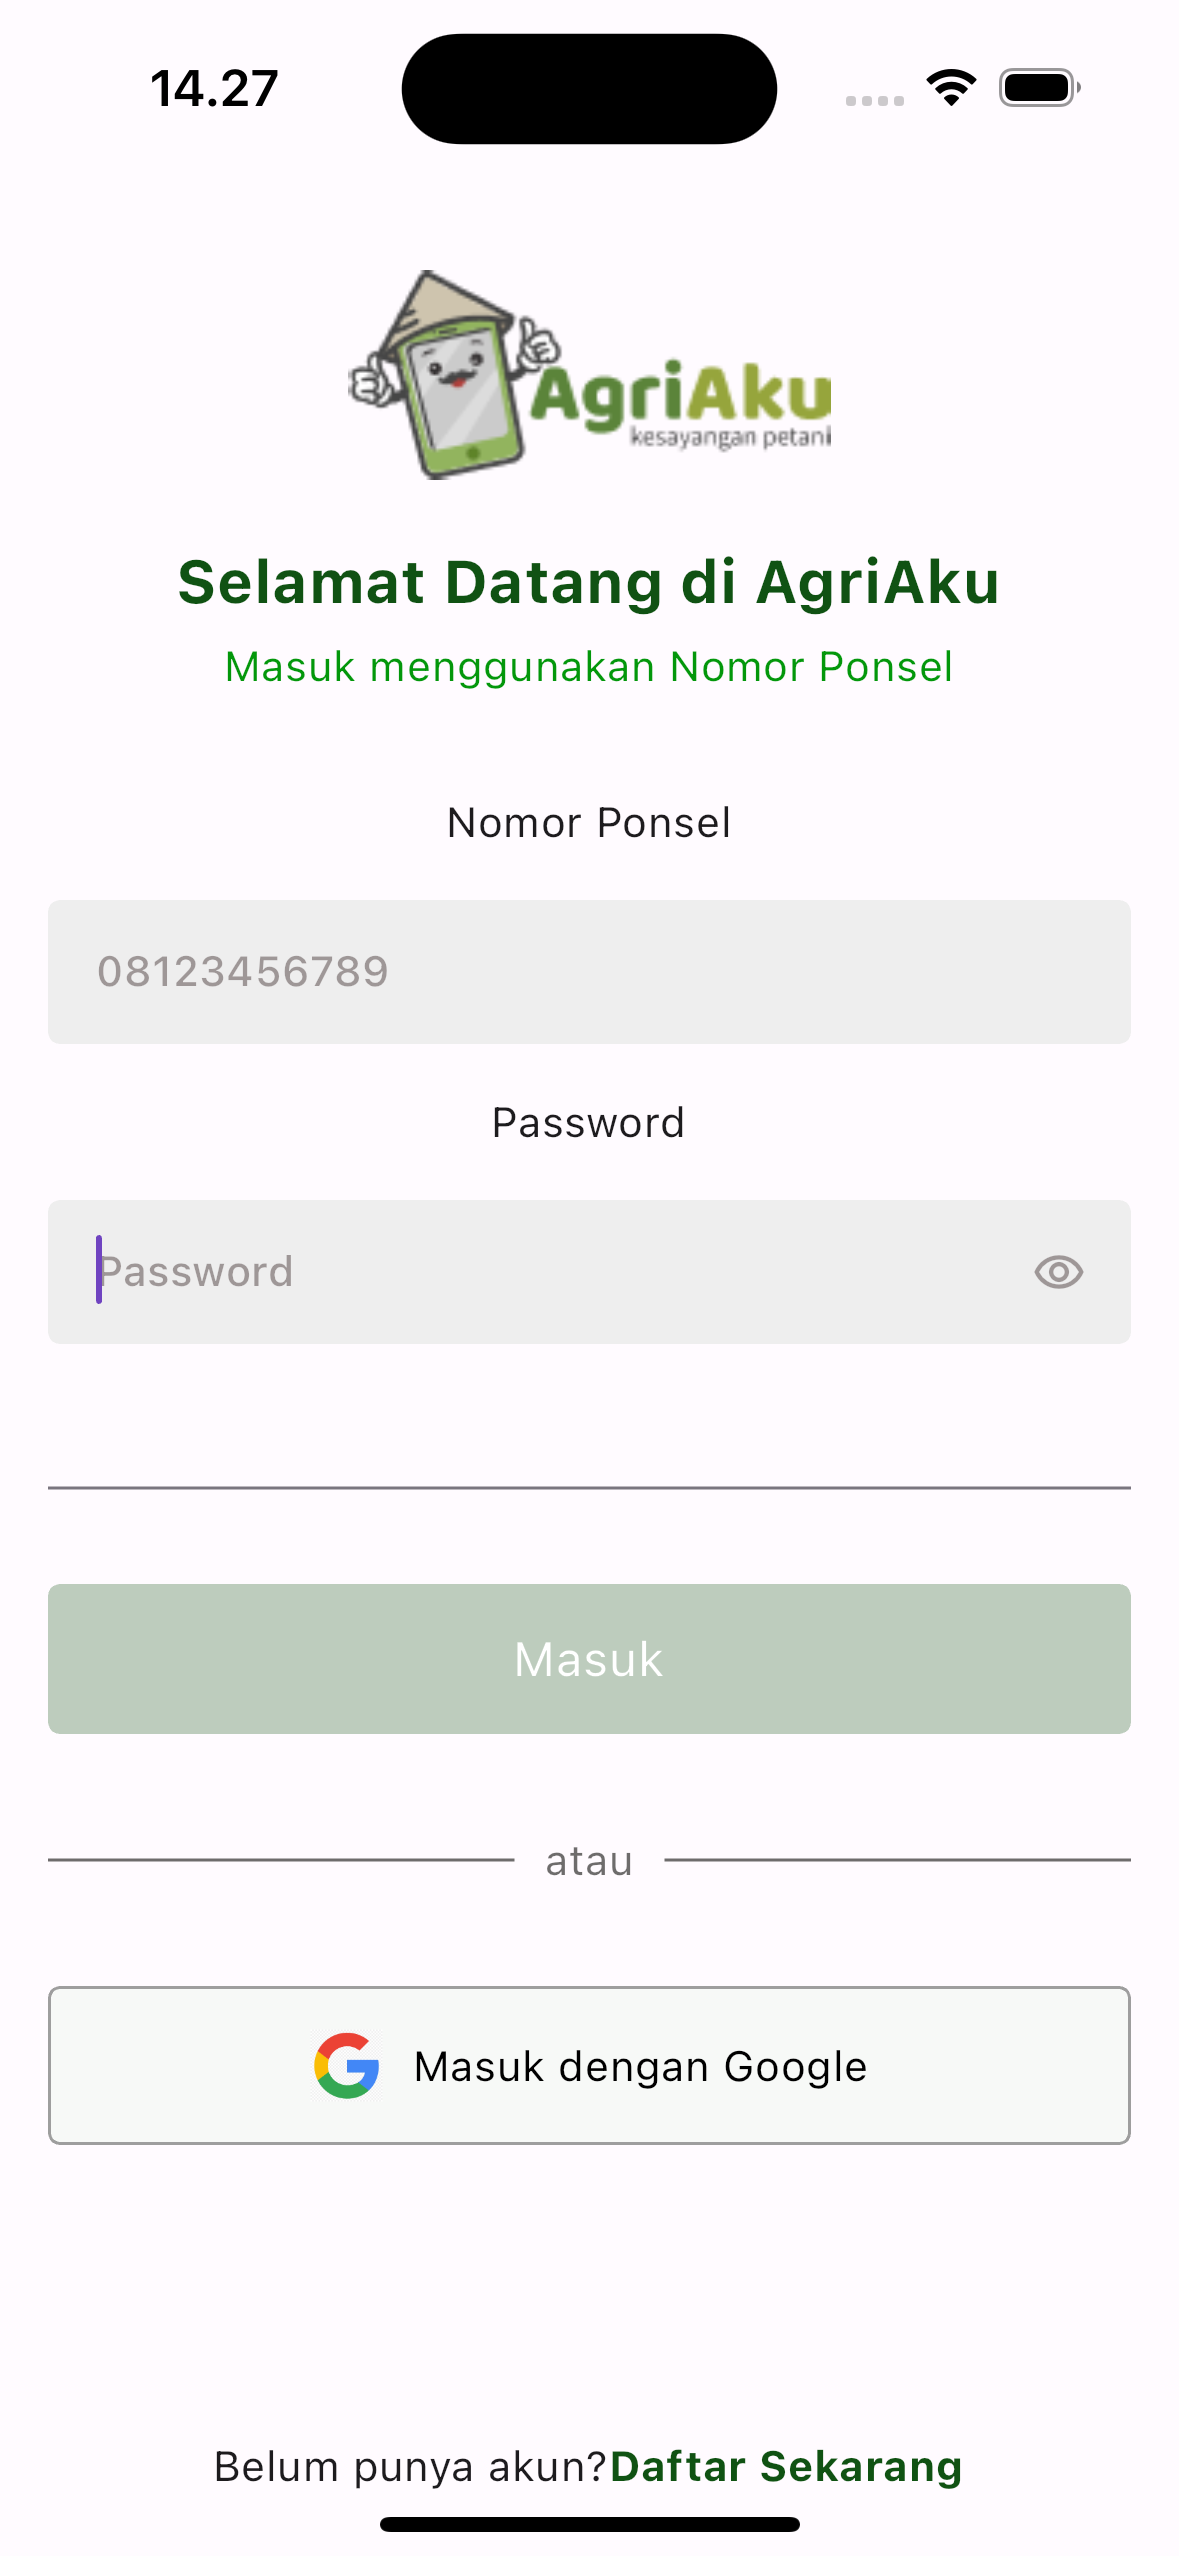 14.27
AgriAku
kesayangan petani
Selamat Datang di AgriAku
Masuk menggunakan Nomor Ponsel
Nomor Ponsel
08123456789
Password
Password
Masuk
atau
Masuk dengan Google
Belum punya akun?Daftar Sekarang